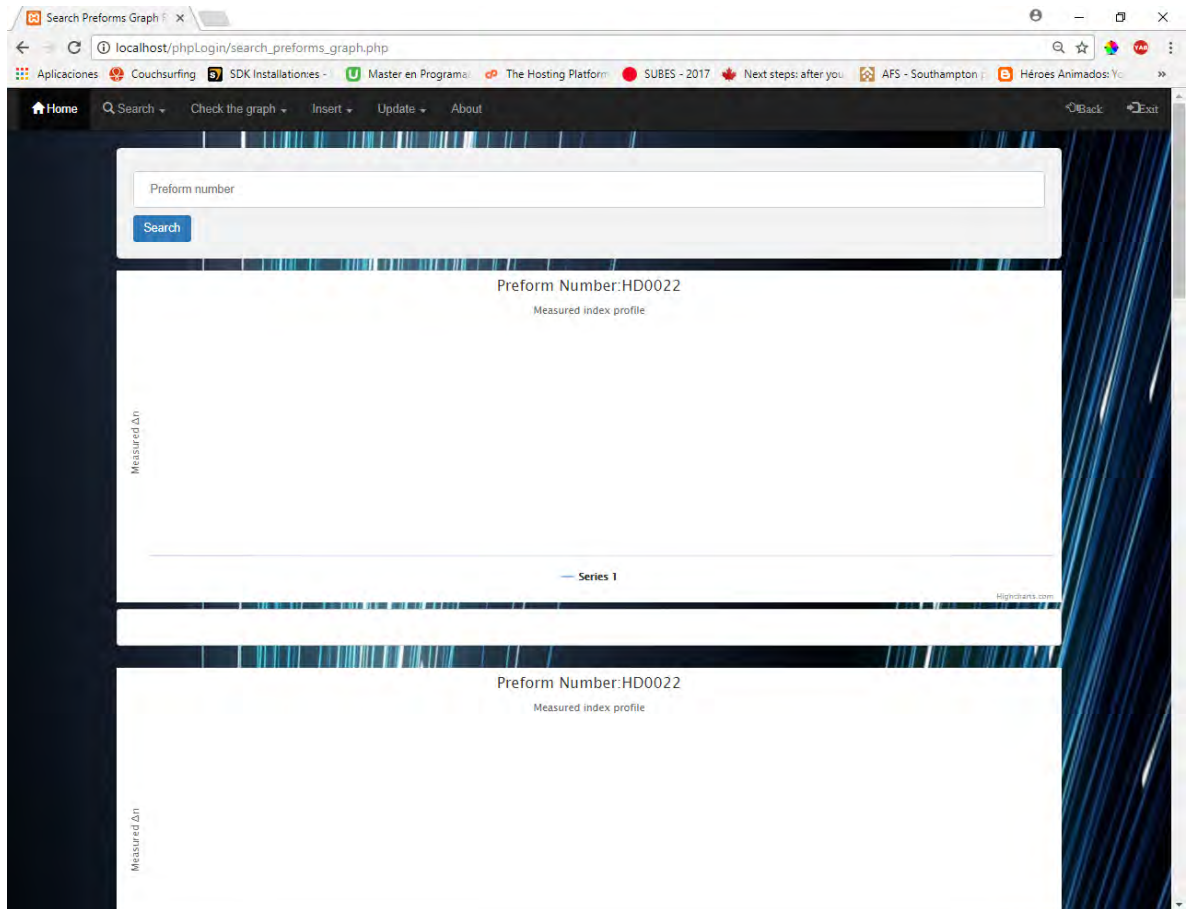 Search Preforms Graph
localhost/phpLogin/search_preforms_graph.php
Aplicaciones Couchsurfing SDK Installation:es - Master en Programa The Hosting Platform SUBES - 2017 Next steps: after you AFS - Southampton Héroes Animados: Yo »
Home Search Check the graph Insert Update About Back Exit
Preform number
Search
Preform Number:HD0022
Measured index profile
Measured Δn
Series 1
Highcharts.com
Preform Number:HD0022
Measured index profile
Measured Δn